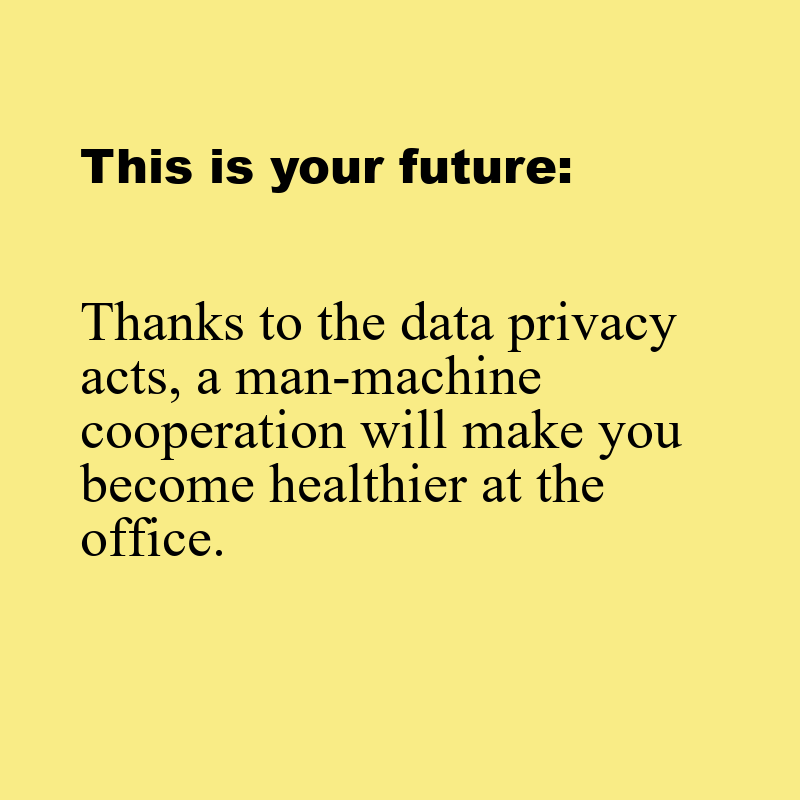 This is your future:
Thanks to the data privacy
acts, a man-machine
cooperation will make you
become healthier at the
office.